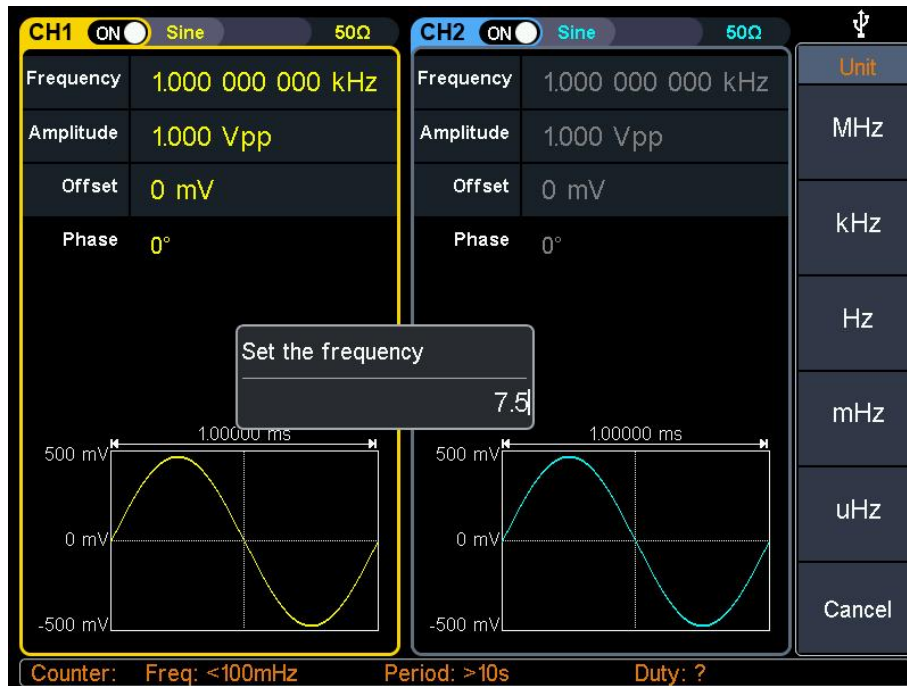 CH1 ON Sine 50Ω
Frequency 1.000 000 000 kHz
Amplitude 1.000 Vpp
Offset 0 mV
Phase 0°
CH2 ON Sine 50Ω
Frequency 1.000 000 000 kHz
Amplitude 1.000 Vpp
Offset 0 mV
Phase 0°
Set the frequency
7.5
1.00000 ms
500 mV
0 mV
-500 mV
1.00000 ms
500 mV
0 mV
-500 mV
Unit
MHz
kHz
Hz
mHz
uHz
Cancel
Counter: Freq: <100mHz Period: >10s Duty: ?